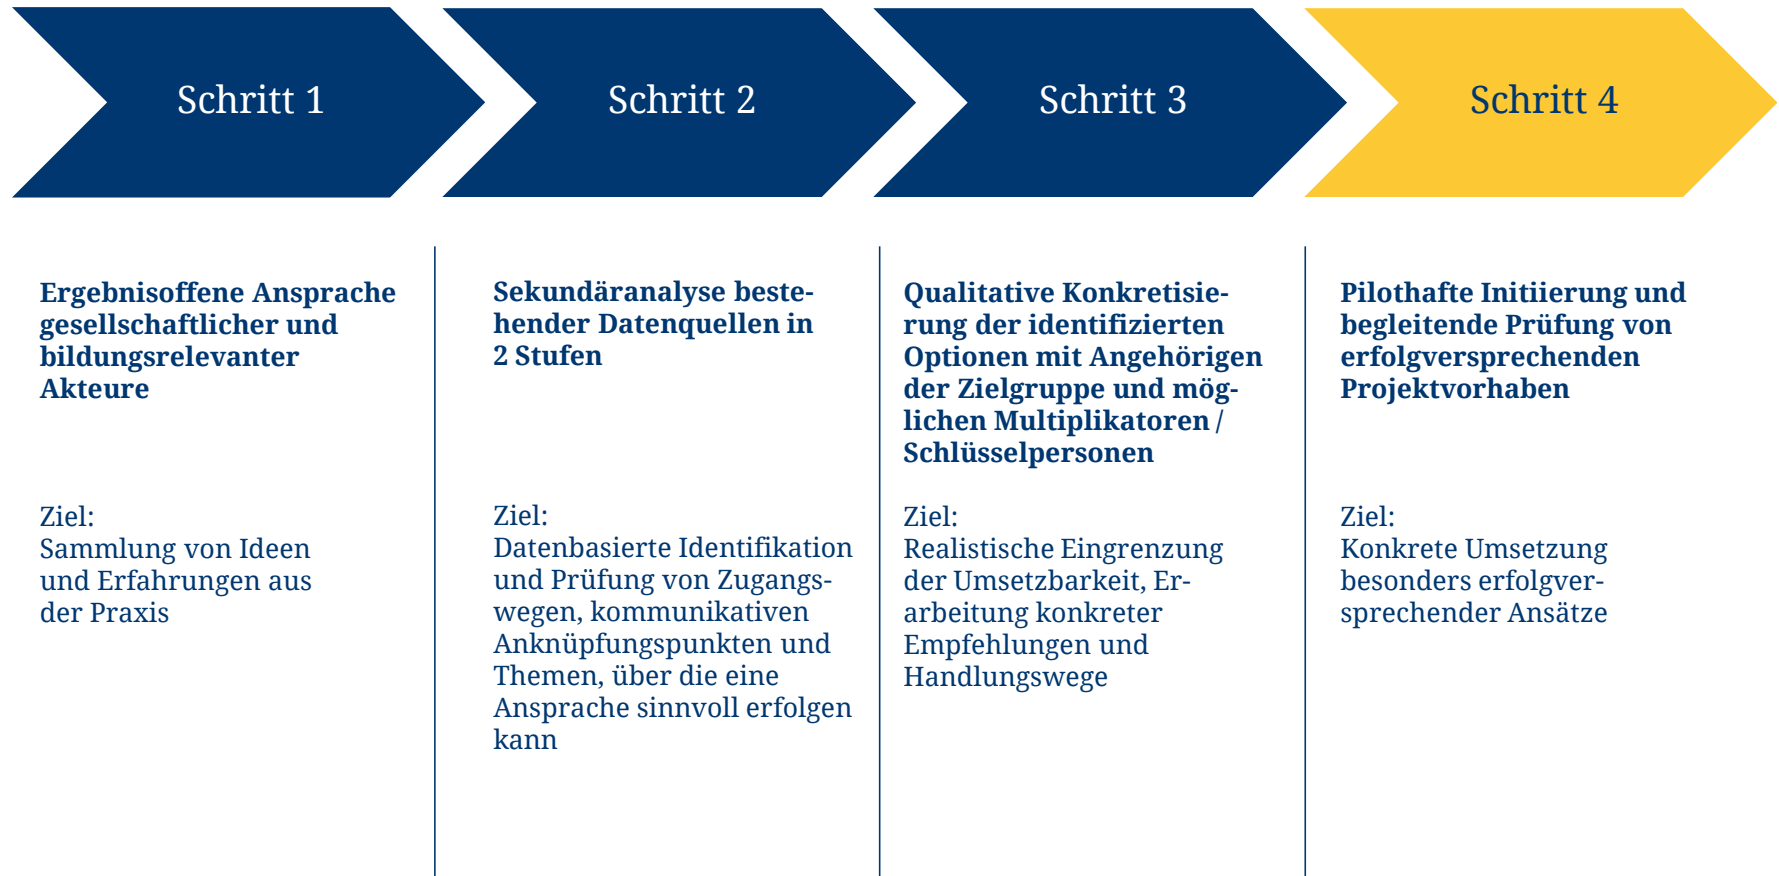 Schritt 1
Schritt 2
Schritt 3
Schritt 4
Ergebnisoffene Ansprache
gesellschaftlicher und
bildungsrelevanter
Akteure
Ziel:
Sammlung von Ideen
und Erfahrungen aus
der Praxis
Sekundäranalyse beste-
hender Datenquellen in
2 Stufen
Ziel:
Datenbasierte Identifikation
und Prüfung von Zugangs-
wegen, kommunikativen
Anknüpfungspunkten und
Themen, über die eine
Ansprache sinnvoll erfolgen
kann
Qualitative Konkretisie-
rung der identifizierten
Optionen mit Angehörigen
der Zielgruppe und mög-
lichen Multiplikatoren /
Schlüsselpersonen
Ziel:
Realistische Eingrenzung
der Umsetzbarkeit, Er-
arbeitung konkreter
Empfehlungen und
Handlungswege
Pilothafte Initiierung und
begleitende Prüfung von
erfolgversprechenden
Projektvorhaben
Ziel:
Konkrete Umsetzung
besonders erfolgver-
sprechender Ansätze